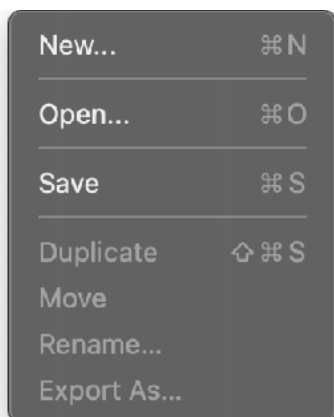 New... ⌘N
Open... ⌘O
Save ⌘S
Duplicate ⇧⌘S
Move
Rename...
Export As...